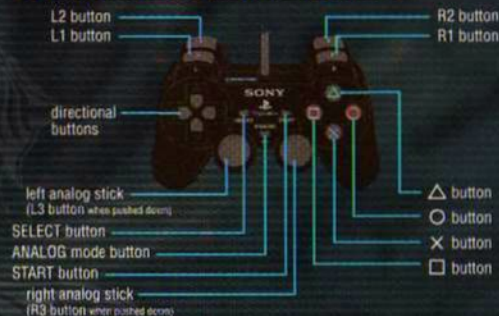 L2 button
L1 button
R2 button
R1 button
SONY
directional
buttons
left analog stick
(L3 button when pushed down)
SELECT button
ANALOG mode button
START button
right analog stick
(R3 button when pushed down)
△ button
○ button
✕ button
□ button